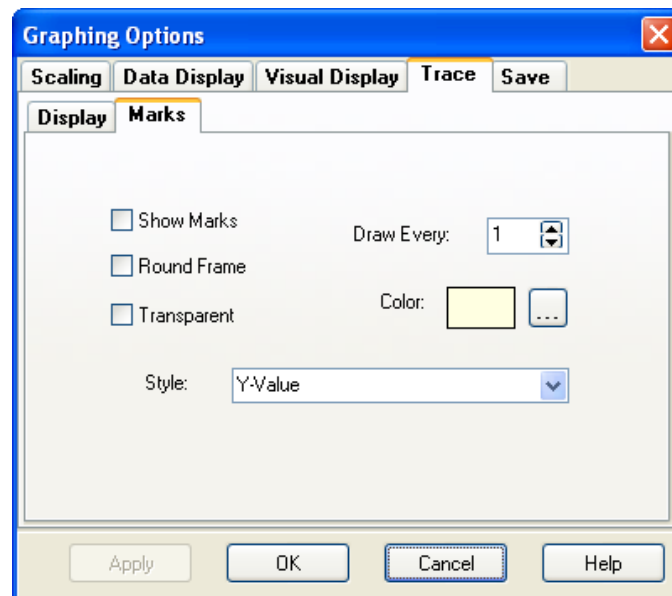 Graphing Options
Scaling Data Display Visual Display Trace Save
Display Marks
Show Marks
Draw Every: 1
Round Frame
Color: ...
Transparent
Style: Y-Value
Apply OK Cancel Help